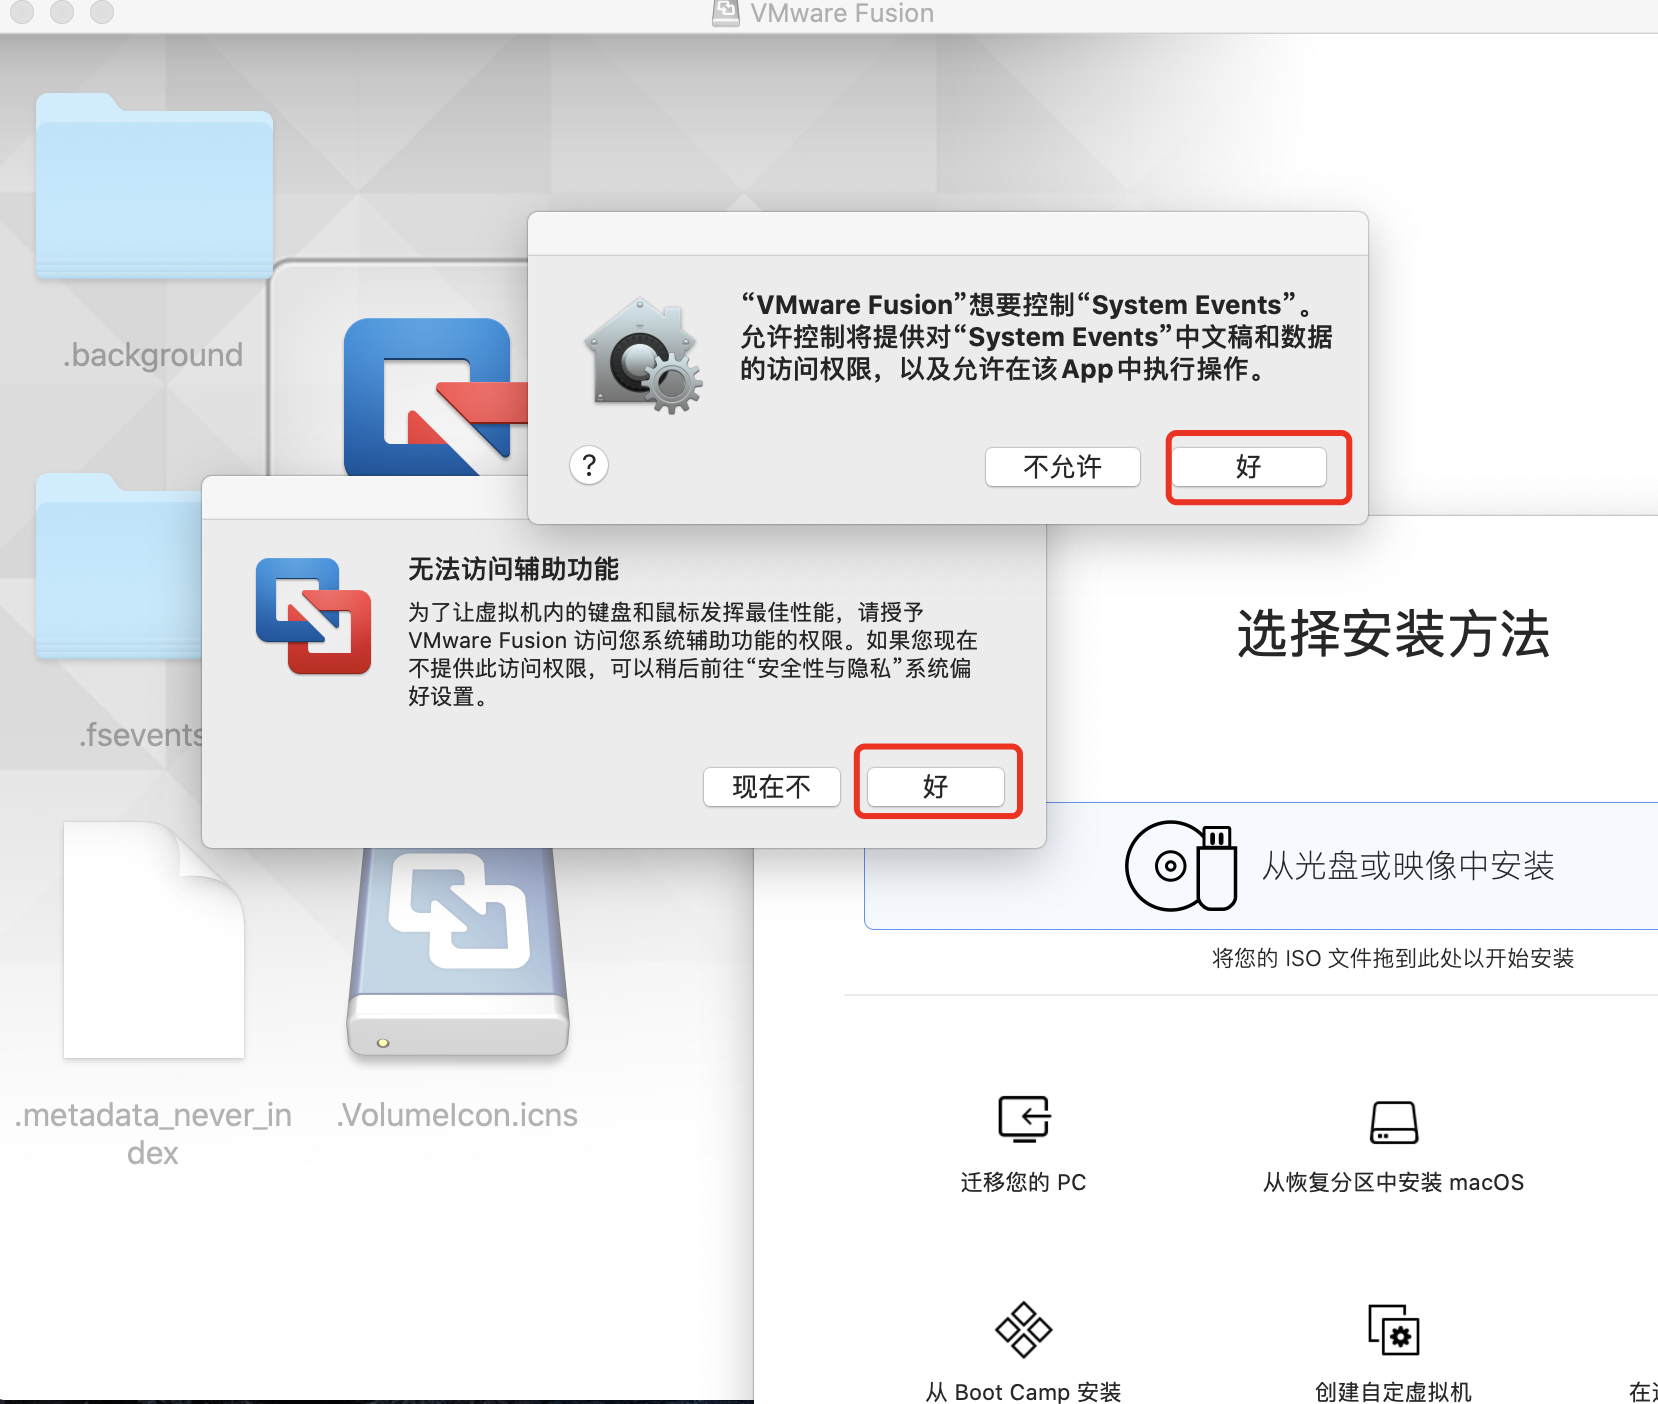 VMware Fusion
.background
“VMware Fusion”想要控制“System Events”。
允许控制将提供对“System Events”中文稿和数据
的访问权限，以及允许在该App中执行操作。
?
不允许
好
.fsevents
无法访问辅助功能
为了让虚拟机内的键盘和鼠标发挥最佳性能，请授予
VMware Fusion 访问您系统辅助功能的权限。如果您现在
不提供此访问权限，可以稍后前往“安全性与隐私”系统偏
好设置。
现在不
好
选择安装方法
从光盘或映像中安装
将您的 ISO 文件拖到此处以开始安装
.metadata_never_in
dex
.VolumeIcon.icns
迁移您的 PC
从恢复分区中安装 macOS
从 Boot Camp 安装
创建自定虚拟机
在